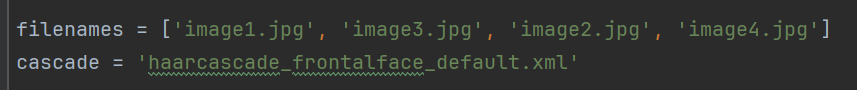 filenames = ['image1.jpg', 'image3.jpg', 'image2.jpg', 'image4.jpg']
cascade = 'haarcascade_frontalface_default.xml'